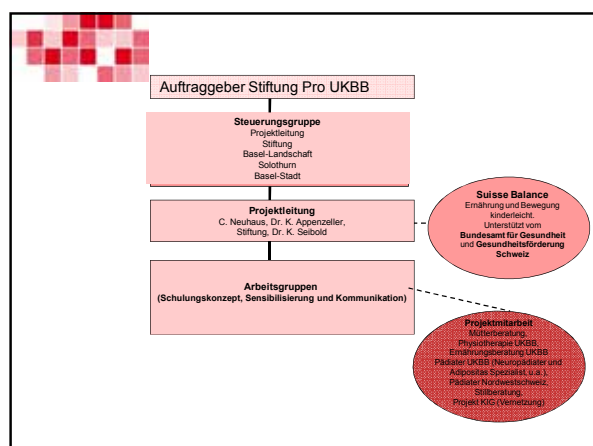 Auftraggeber Stiftung Pro UKBB
Steuerungsgruppe
Projektleitung
Stiftung
Basel-Landschaft
Solothurn
Basel-Stadt
Projektleitung
C. Neuhaus, Dr. K. Appenzeller,
Stiftung, Dr. K. Seibold
Suisse Balance
Ernährung und Bewegung
kinderleicht.
Unterstützt vom
Bundesamt für Gesundheit
und Gesundheitsförderung
Schweiz
Arbeitsgruppen
(Schulungskonzept, Sensibilisierung und Kommunikation)
Projektmitarbeit
Mütterberatung,
Physiotherapie UKBB,
Ernährungsberatung UKBB
Pädiater UKBB (Neuropädiater und
Adipositas Spezialist, u.a.),
Pädiater Nordwestschweiz,
Stillberatung,
Projekt KIG (Vernetzung)